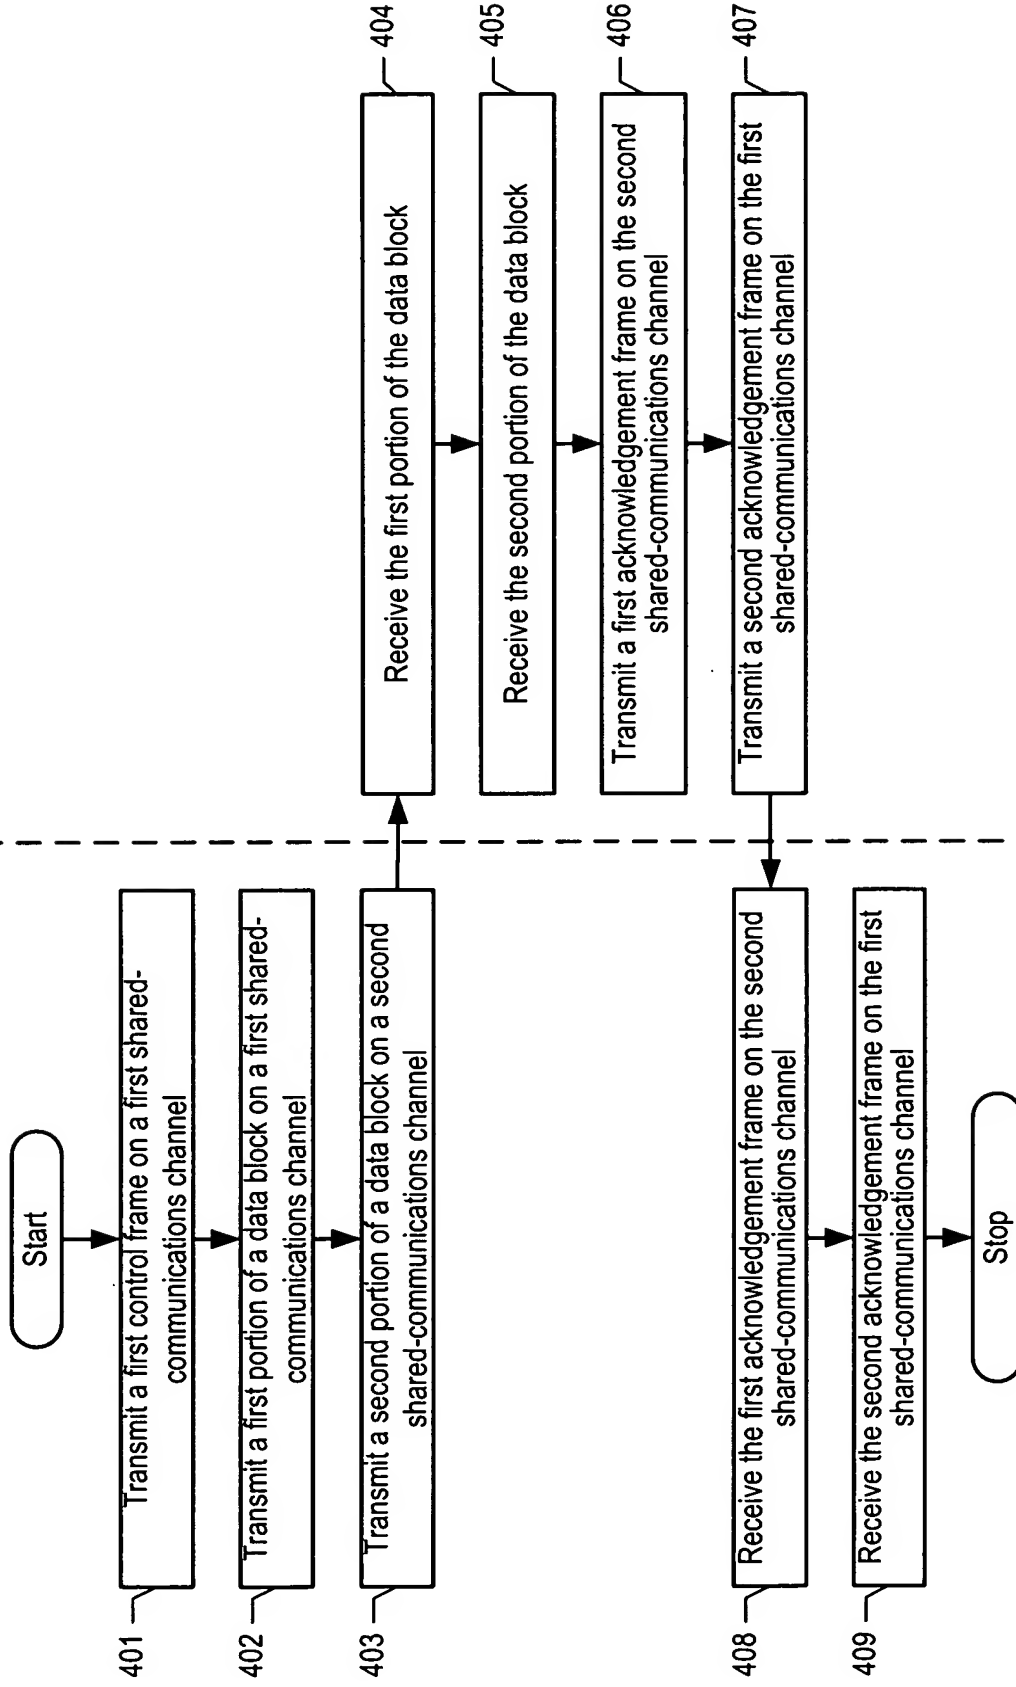 Start
401
Transmit a first control frame on a first shared-
communications channel
402
Transmit a first portion of a data block on a first shared-
communications channel
403
Transmit a second portion of a data block on a second
shared-communications channel
404
Receive the first portion of the data block
405
Receive the second portion of the data block
406
Transmit a first acknowledgement frame on the second
shared-communications channel
407
Transmit a second acknowledgement frame on the first
shared-communications channel
408
Receive the first acknowledgement frame on the second
shared-communications channel
409
Receive the second acknowledgement frame on the first
shared-communications channel
Stop